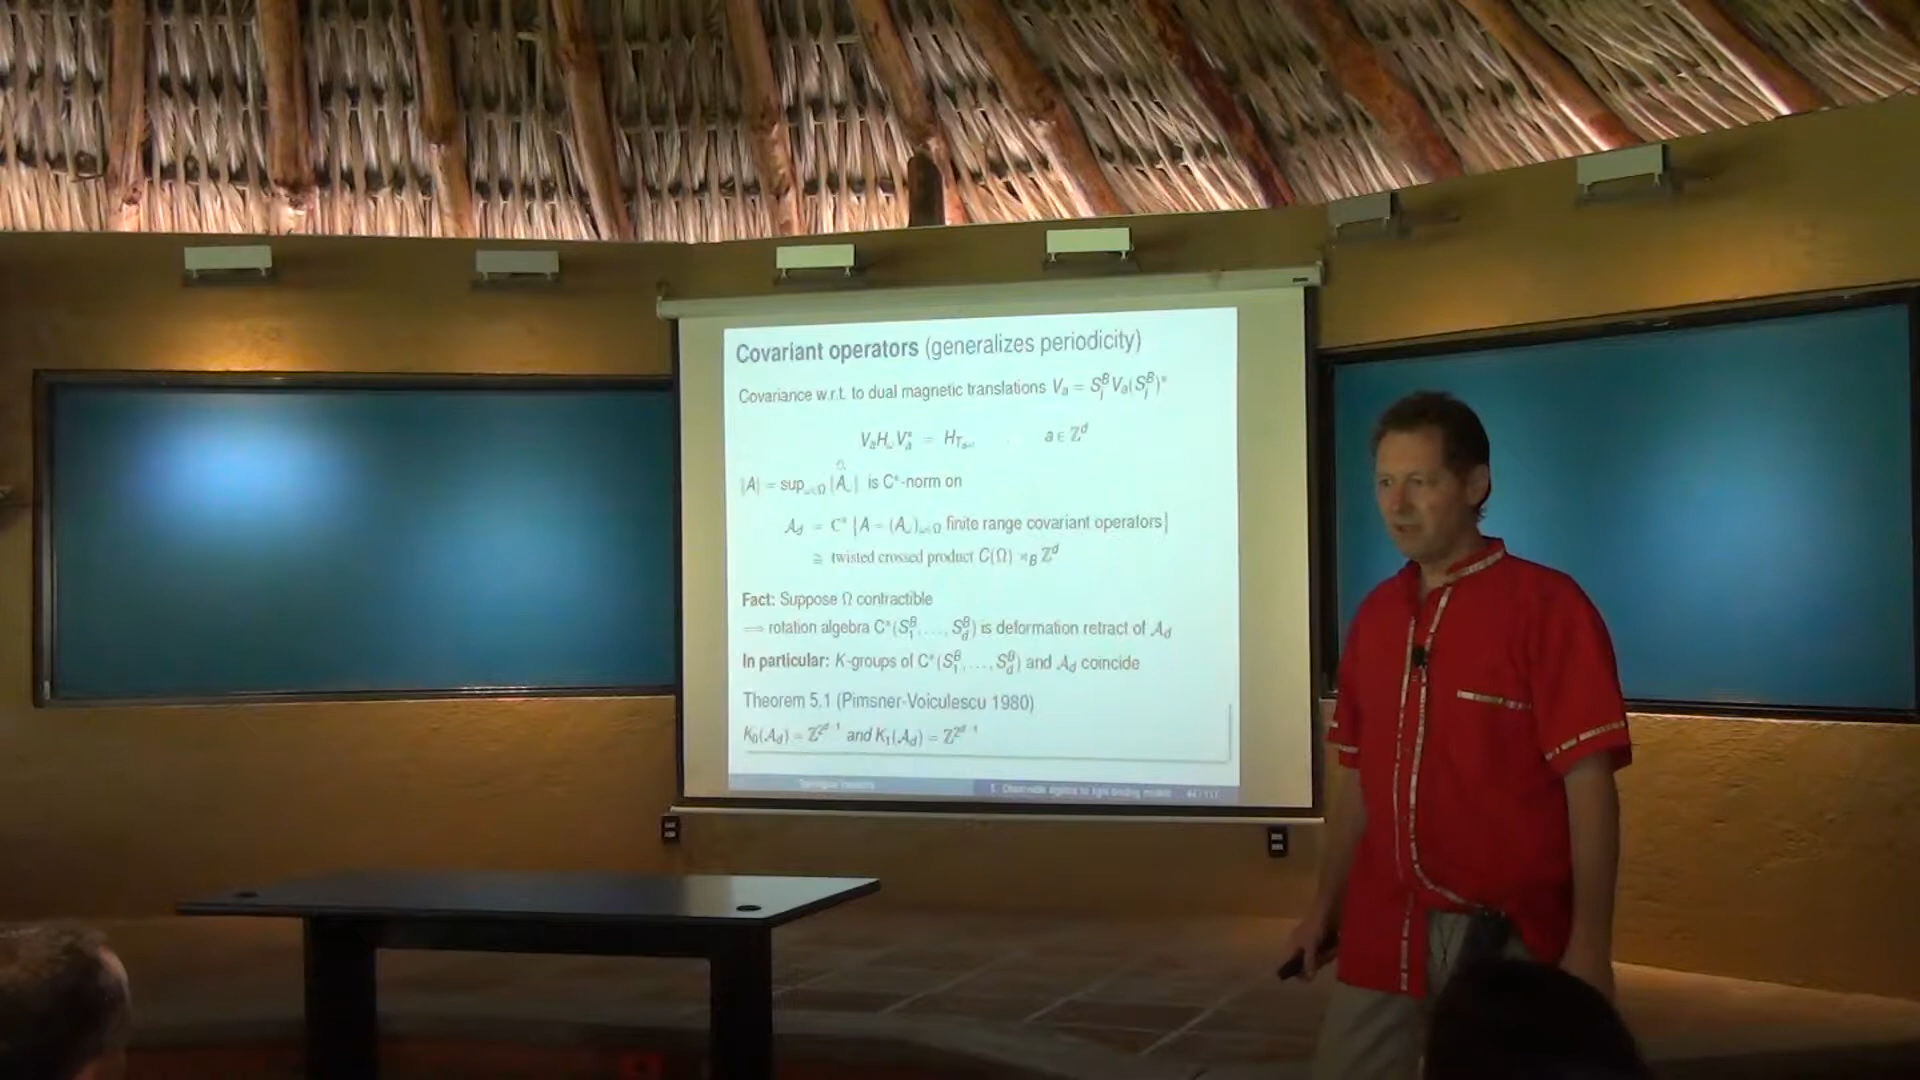 Covariant operators (generalizes periodicity)
Covariance w.r.t. to dual magnetic translations V_a = S_j^B V_a (S_j^B)^*
V_a H_ω V_a^* = H_{T_a ω} a ∈ ℤ^d
‖A‖ = sup_{ω∈Ω} ‖A_ω‖ is C*-norm on
𝒜_d = C* {A = (A_ω)_{ω∈Ω} finite range covariant operators}
≅ twisted crossed product C(Ω) ⋊_B ℤ^d
Fact: Suppose Ω contractible
⟹ rotation algebra C*(S_1^B, …, S_d^B) is deformation retract of 𝒜_d
In particular: K-groups of C*(S_1^B, …, S_d^B) and 𝒜_d coincide
Theorem 5.1 (Pimsner-Voiculescu 1980)
K_0(𝒜_d) = ℤ^{2^{d-1}} and K_1(𝒜_d) = ℤ^{2^{d-1}}